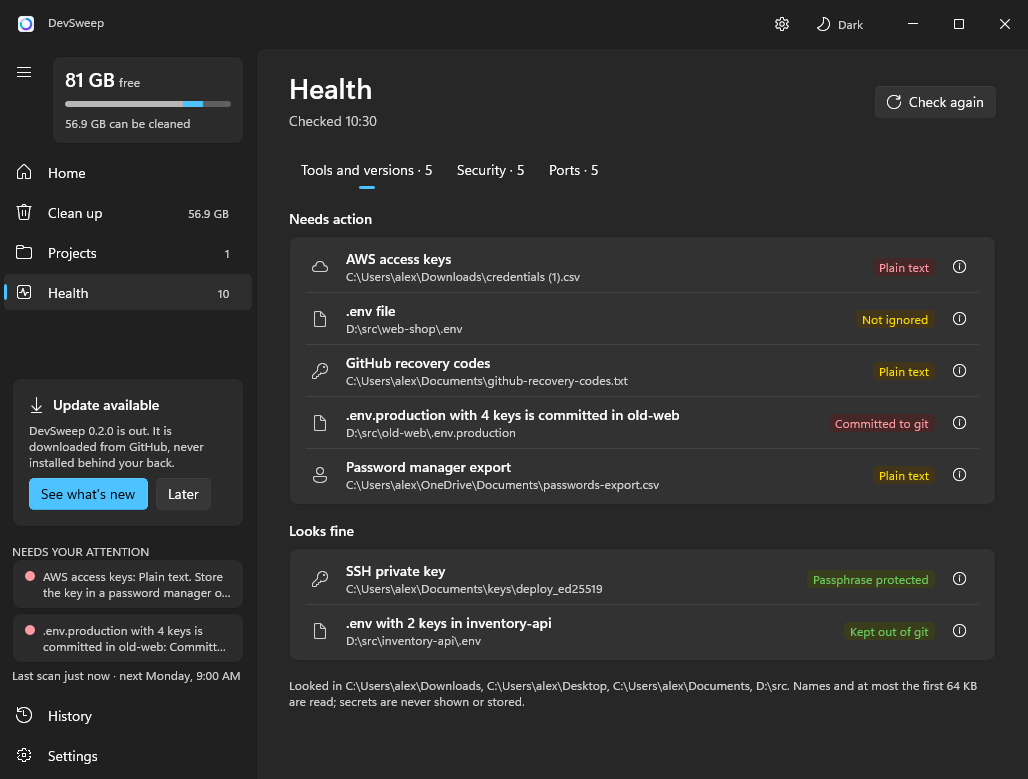 DevSweep
Dark
81 GB free
56.9 GB can be cleaned
Home
Clean up 56.9 GB
Projects 1
Health 10
Update available
DevSweep 0.2.0 is out. It is
downloaded from GitHub, never
installed behind your back.
See what's new Later
NEEDS YOUR ATTENTION
AWS access keys: Plain text. Store
the key in a password manager o...
.env.production with 4 keys is
committed in old-web: Committ...
Last scan just now · next Monday, 9:00 AM
History
Settings
Health
Checked 10:30
Check again
Tools and versions · 5 Security · 5 Ports · 5
Needs action
AWS access keys
C:\Users\alex\Downloads\credentials (1).csv
Plain text
.env file
D:\src\web-shop\.env
Not ignored
GitHub recovery codes
C:\Users\alex\Documents\github-recovery-codes.txt
Plain text
.env.production with 4 keys is committed in old-web
D:\src\old-web\.env.production
Committed to git
Password manager export
C:\Users\alex\OneDrive\Documents\passwords-export.csv
Plain text
Looks fine
SSH private key
C:\Users\alex\Documents\keys\deploy_ed25519
Passphrase protected
.env with 2 keys in inventory-api
D:\src\inventory-api\.env
Kept out of git
Looked in C:\Users\alex\Downloads, C:\Users\alex\Desktop, C:\Users\alex\Documents, D:\src. Names and at most the first 64 KB
are read; secrets are never shown or stored.